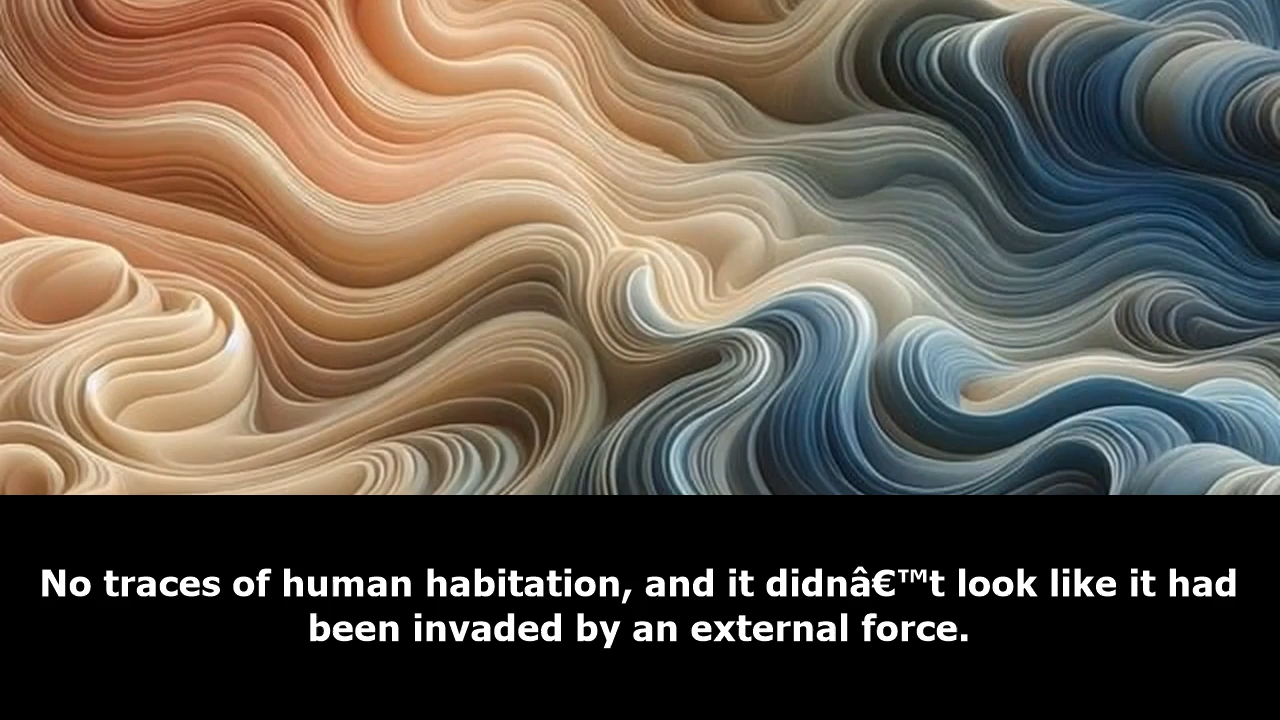 No traces of human habitation, and it didnâ€™t look like it had
been invaded by an external force.